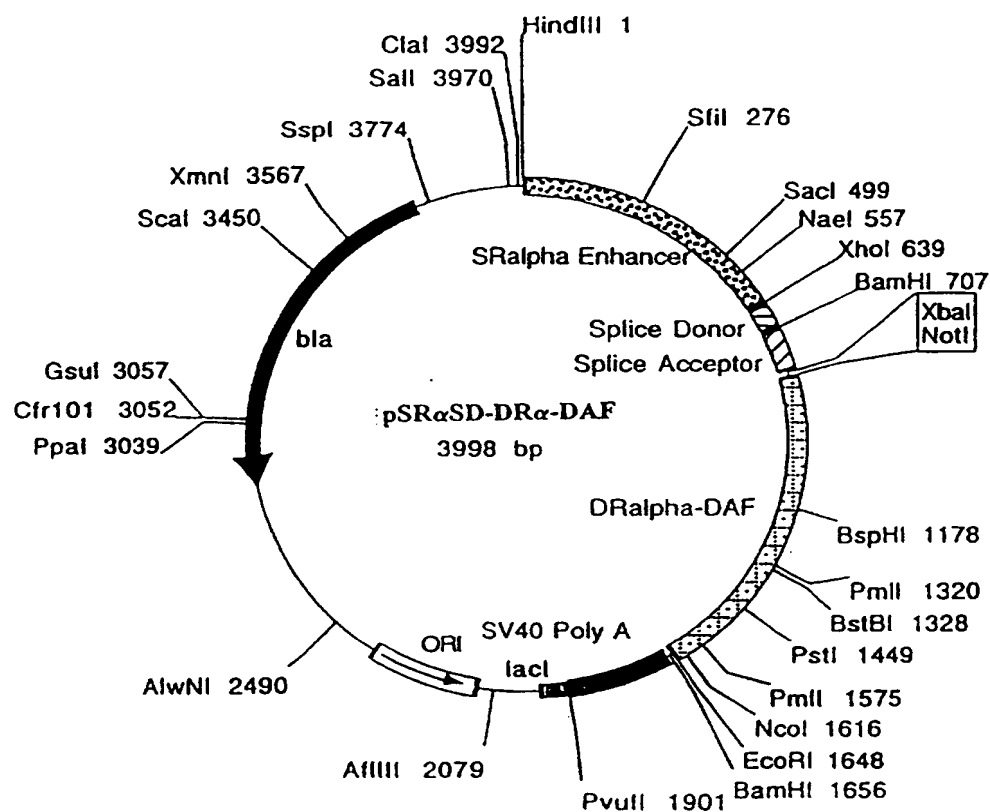 HindIII 1
ClaI 3992
SalI 3970
SspI 3774
XmnI 3567
ScaI 3450
SfiI 276
SacI 499
NaeI 557
XhoI 639
BamHI 707
XbaI
NotI
SRalpha Enhancer
Splice Donor
Splice Acceptor
bla
GsuI 3057
Cfr101 3052
PpaI 3039
pSRαSD-DRα-DAF
3998 bp
DRalpha-DAF
BspHI 1178
PmlI 1320
BstBI 1328
PstI 1449
PmlI 1575
NcoI 1616
EcoRI 1648
BamHI 1656
SV40 Poly A
lacI
ORI
AlwNI 2490
AflIII 2079
PvuII 1901